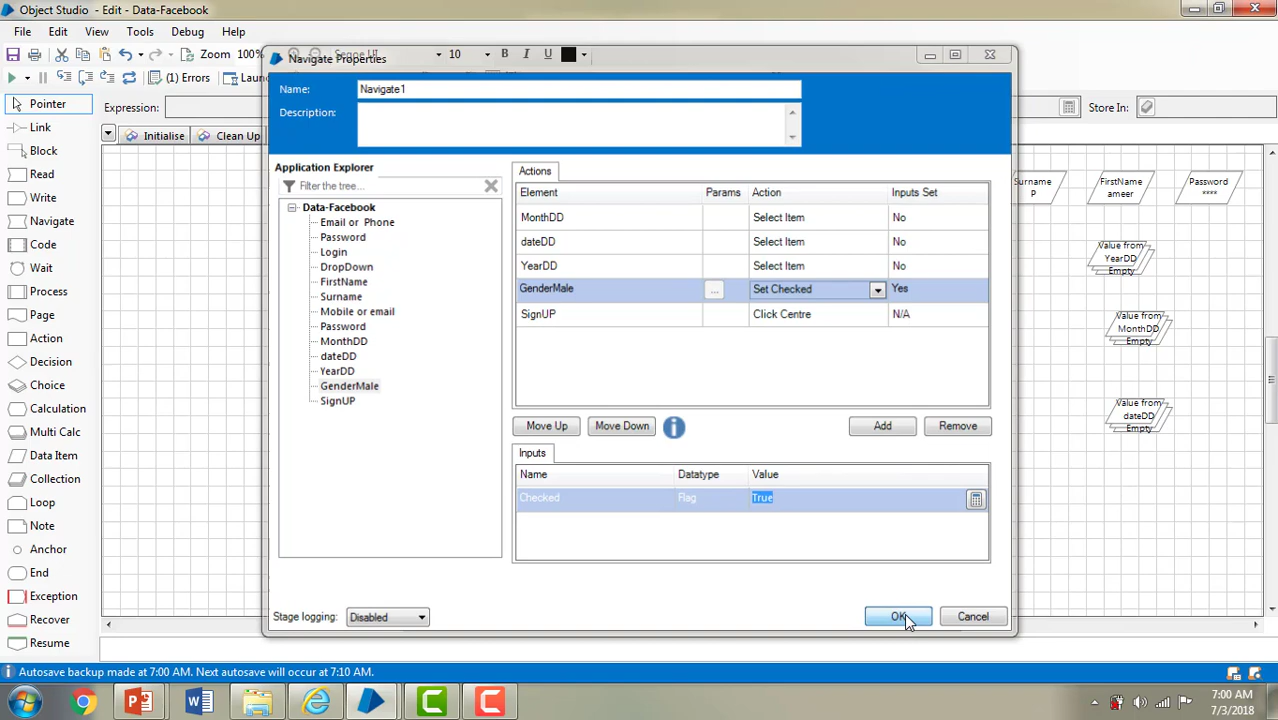 Object Studio - Edit - Data-Facebook
File Edit View Tools Debug Help
Zoom 100% Segoe UI 10 B I U
(1) Errors Laun
Expression: Store In:
Initialise Clean Up
Pointer
Link
Block
Read
Write
Navigate
Code
Wait
Process
Page
Action
Decision
Choice
Calculation
Multi Calc
Data Item
Collection
Loop
Note
Anchor
End
Exception
Recover
Resume
Navigate Properties
Name: Navigate1
Description:
Application Explorer
Filter the tree...
Data-Facebook
Email or Phone
Password
Login
DropDown
FirstName
Surname
Mobile or email
Password
MonthDD
dateDD
YearDD
GenderMale
SignUP
Actions
Element Params Action Inputs Set
MonthDD Select Item No
dateDD Select Item No
YearDD Select Item No
GenderMale ... Set Checked Yes
SignUP Click Centre N/A
Move Up Move Down i Add Remove
Inputs
Name Datatype Value
Checked Flag True
Stage logging: Disabled OK Cancel
Surname
P
FirstName
ameer
Password
****
Value from
YearDD
Empty
Value from
MonthDD
Empty
Value from
dateDD
Empty
Autosave backup made at 7:00 AM. Next autosave will occur at 7:10 AM.
7:00 AM
7/3/2018